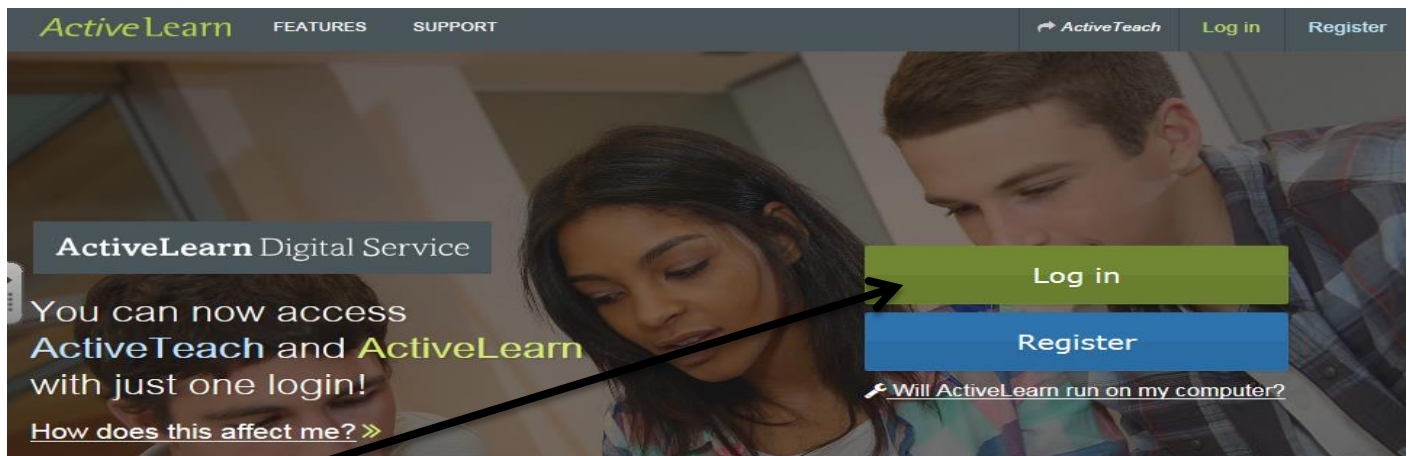 ActiveLearn FEATURES SUPPORT ActiveTeach Log in Register
ActiveLearn Digital Service
You can now access
ActiveTeach and ActiveLearn
with just one login!
How does this affect me? »
Log in
Register
Will ActiveLearn run on my computer?